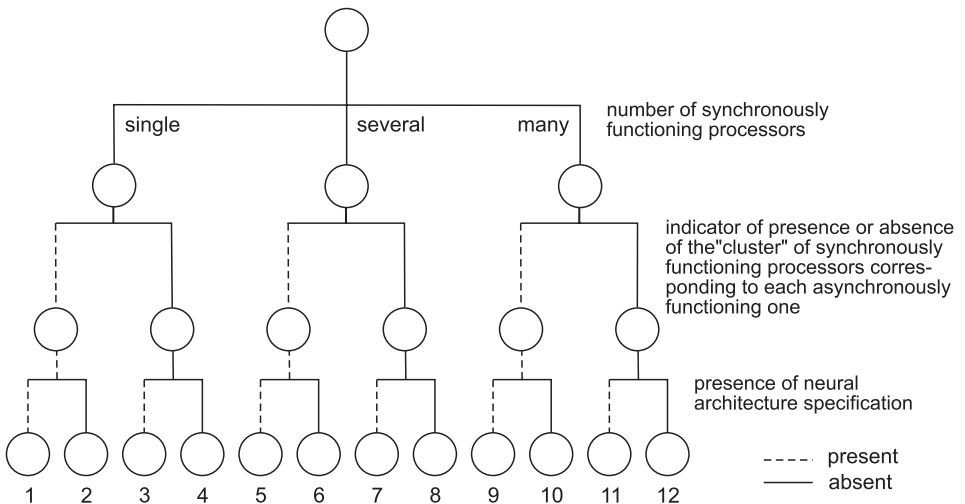 number of synchronously
functioning processors
single
several
many
indicator of presence or absence
of the"cluster" of synchronously
functioning processors corres-
ponding to each asynchronously
functioning one
presence of neural
architecture specification
present
absent
1 2 3 4 5 6 7 8 9 10 11 12